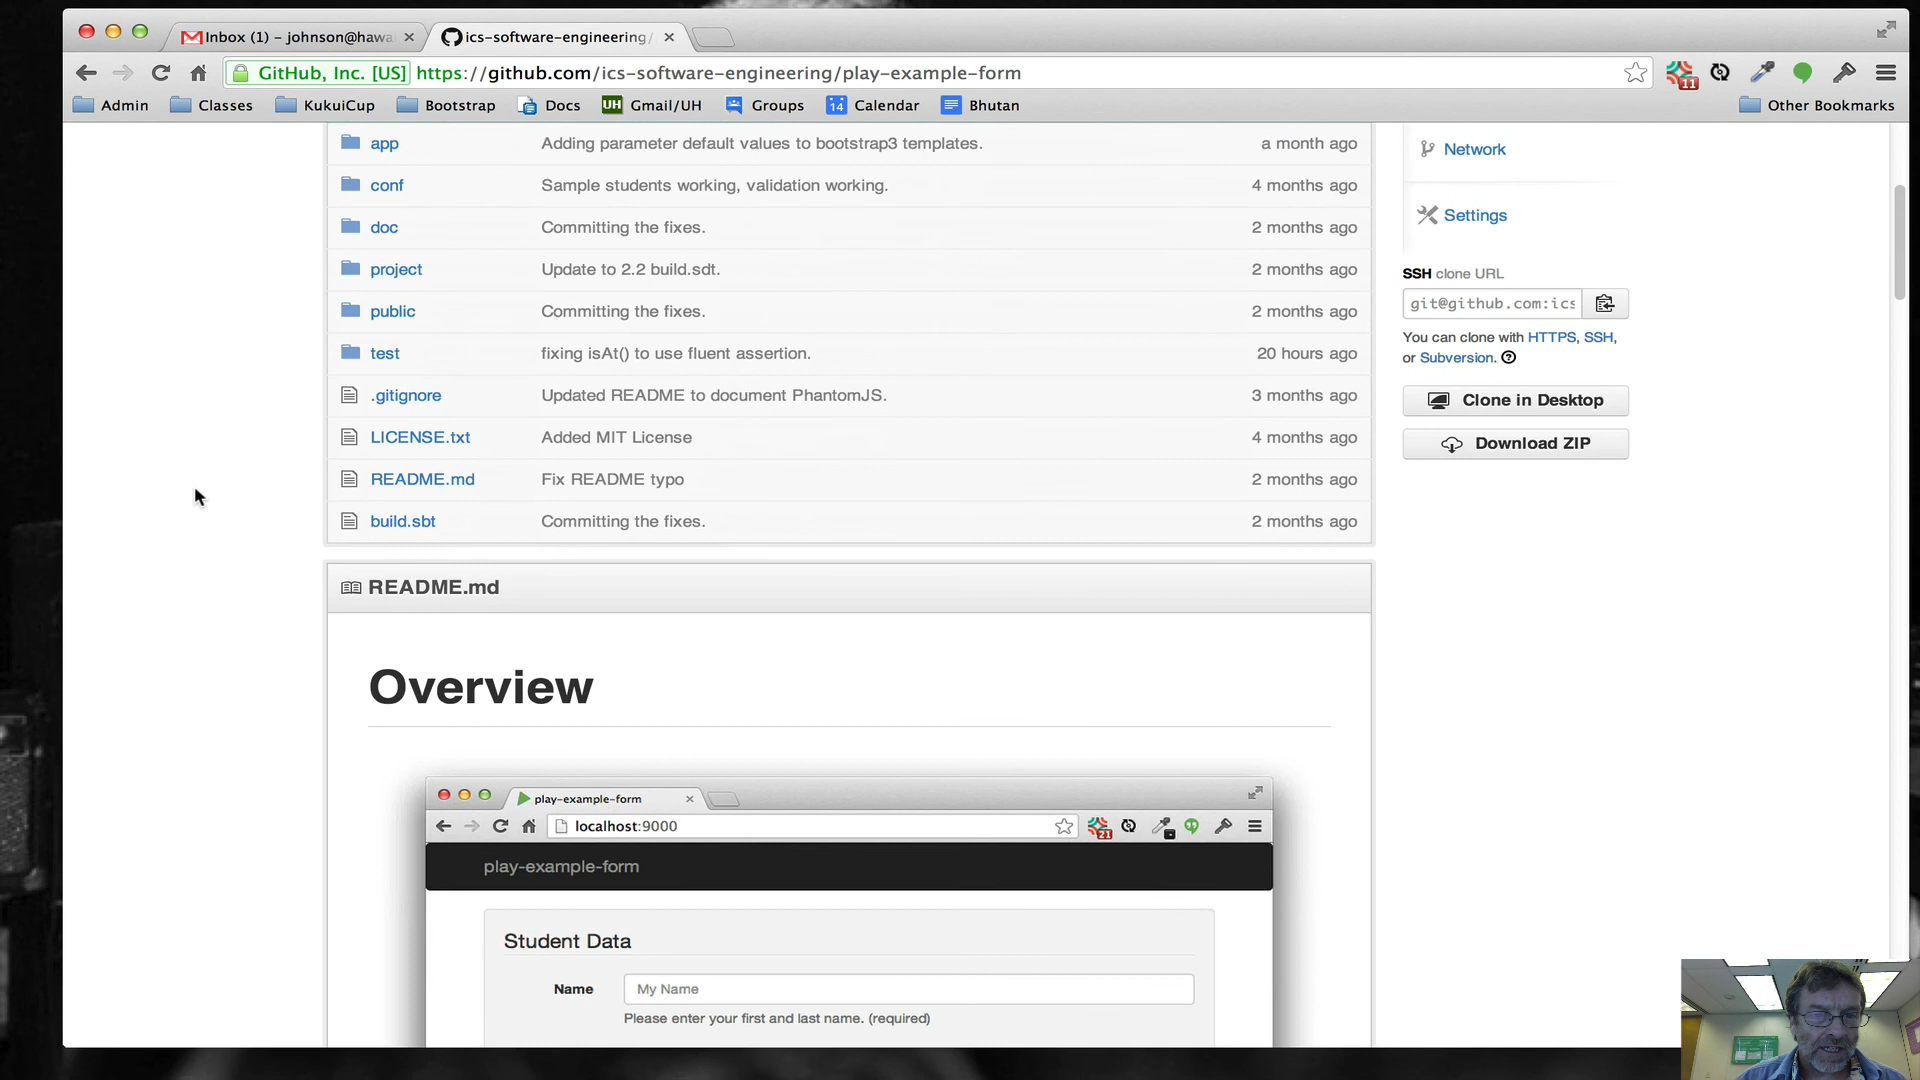 Inbox (1) – johnson@hawa
ics-software-engineering/
GitHub, Inc. [US] https://github.com/ics-software-engineering/play-example-form
11
Admin Classes KukuiCup Bootstrap Docs UH Gmail/UH Groups 14 Calendar Bhutan Other Bookmarks
app Adding parameter default values to bootstrap3 templates. a month ago
conf Sample students working, validation working. 4 months ago
doc Committing the fixes. 2 months ago
project Update to 2.2 build.sdt. 2 months ago
public Committing the fixes. 2 months ago
test fixing isAt() to use fluent assertion. 20 hours ago
.gitignore Updated README to document PhantomJS. 3 months ago
LICENSE.txt Added MIT License 4 months ago
README.md Fix README typo 2 months ago
build.sbt Committing the fixes. 2 months ago
Network
Settings
SSH clone URL
git@github.com:ics
You can clone with HTTPS, SSH,
or Subversion.
Clone in Desktop
Download ZIP
README.md
Overview
play-example-form
localhost:9000
21
play-example-form
Student Data
Name My Name
Please enter your first and last name. (required)